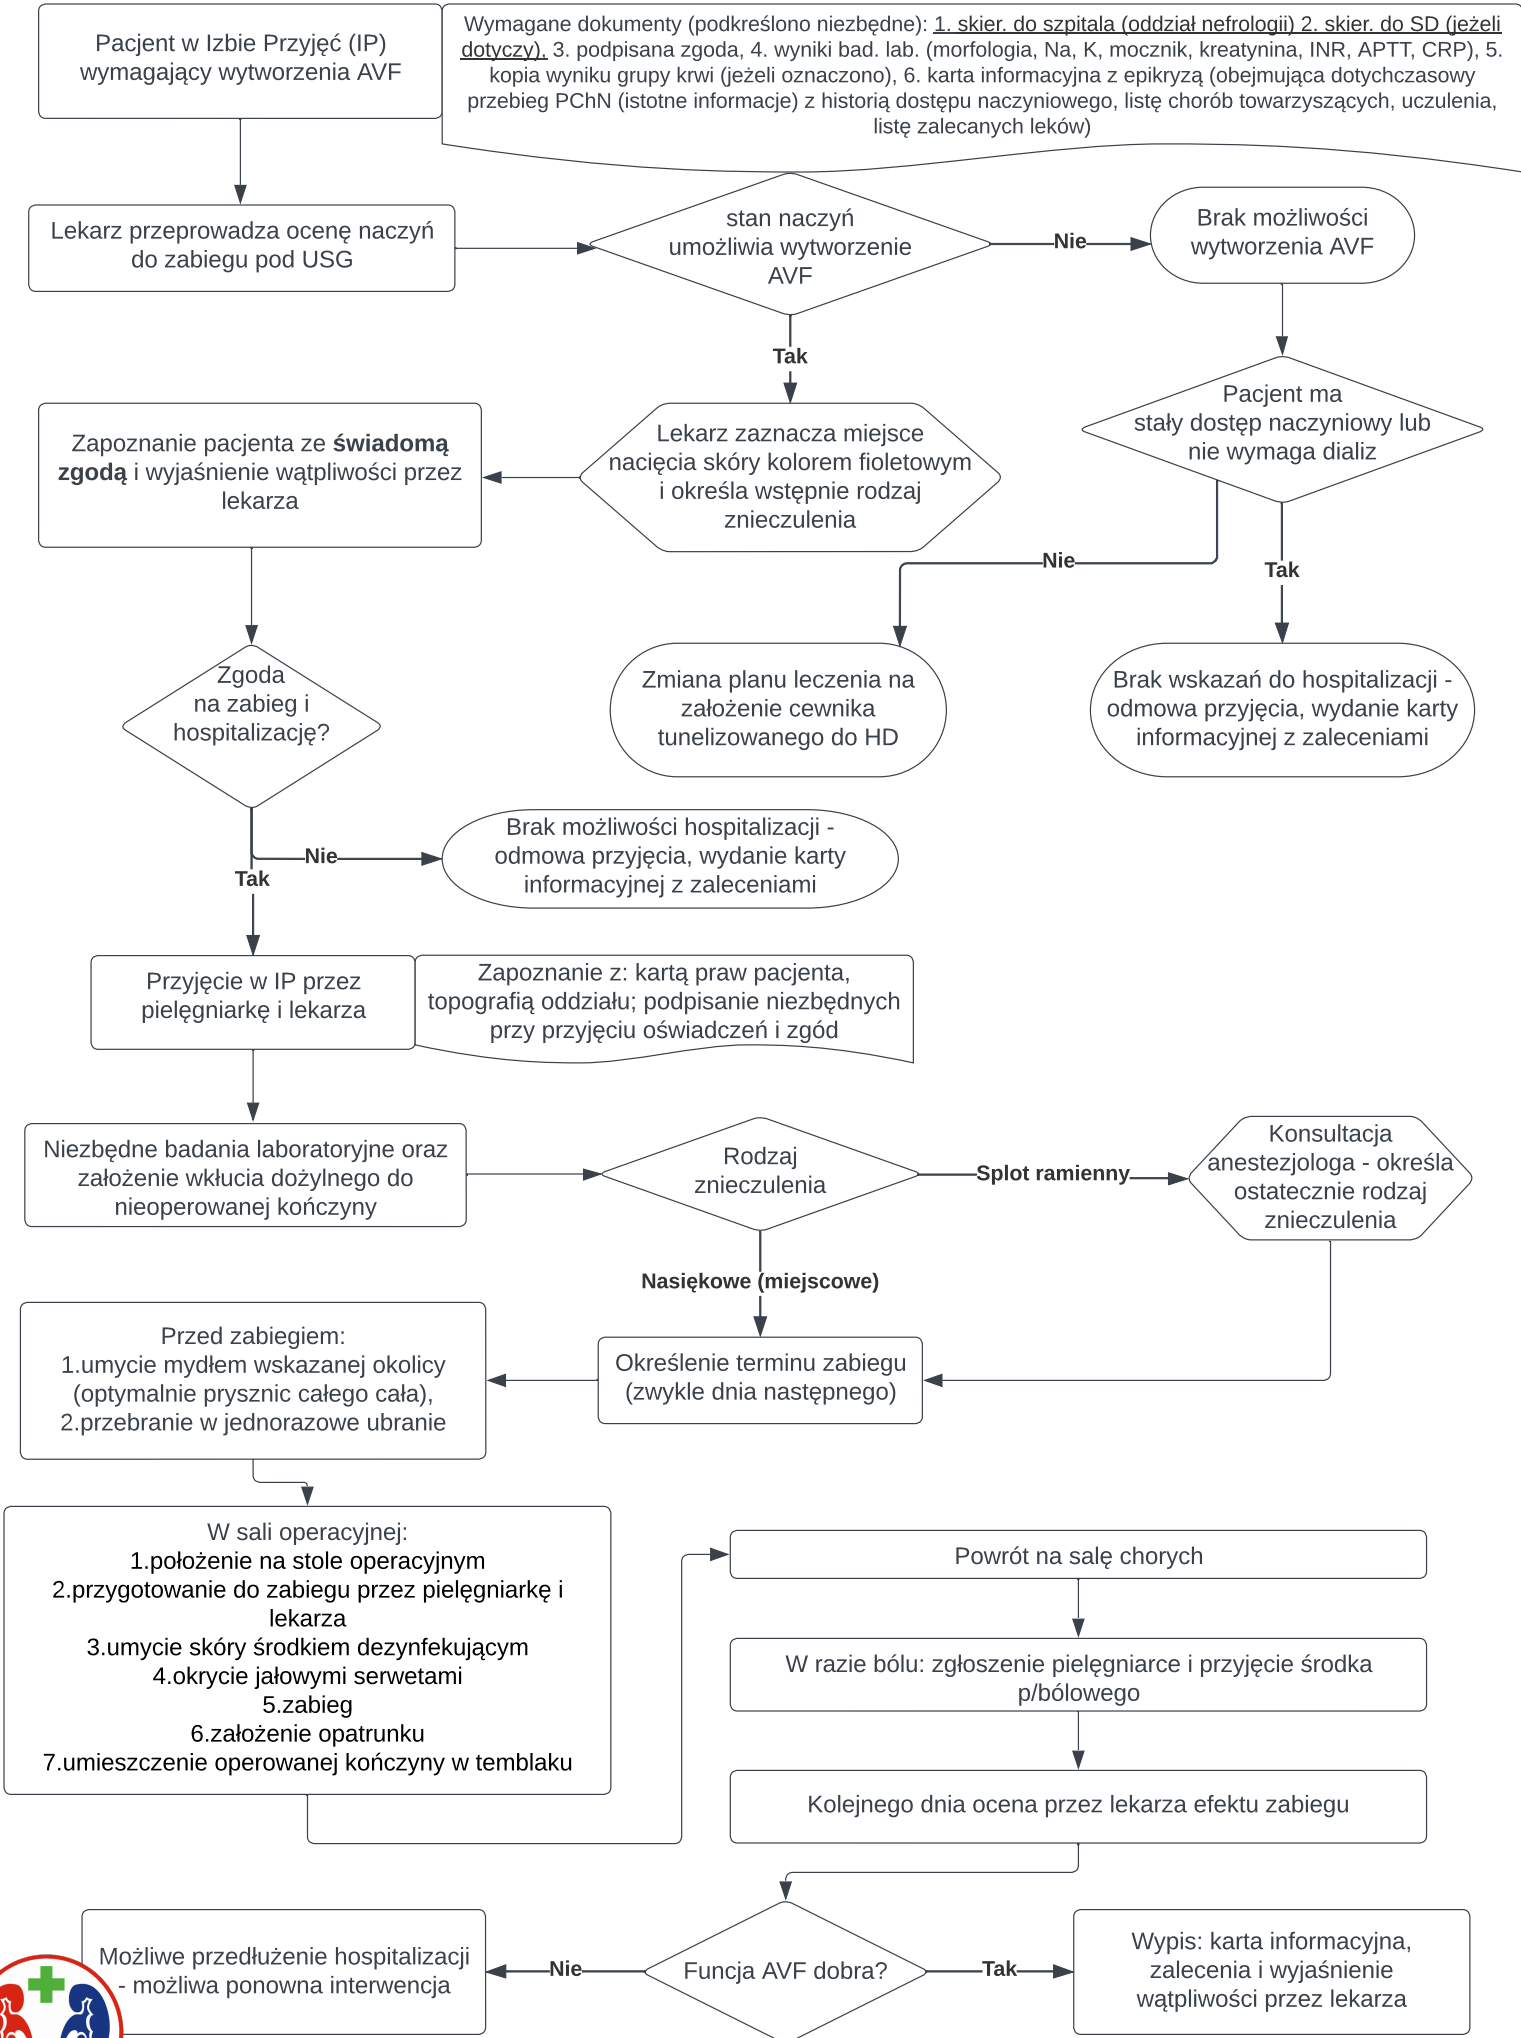 Pacjent w Izbie Przyjęć (IP)
wymagający wytworzenia AVF
Wymagane dokumenty (podkreślono niezbędne): 1. skier. do szpitala (oddział nefrologii) 2. skier. do SD (jeżeli
dotyczy), 3. podpisana zgoda, 4. wyniki bad. lab. (morfologia, Na, K, mocznik, kreatynina, INR, APTT, CRP), 5.
kopia wyniku grupy krwi (jeżeli oznaczono), 6. karta informacyjna z epikryzą (obejmująca dotychczasowy
przebieg PChN (istotne informacje) z historią dostępu naczyniowego, listę chorób towarzyszących, uczulenia,
listę zalecanych leków)
Lekarz przeprowadza ocenę naczyń
do zabiegu pod USG
stan naczyń
umożliwia wytworzenie
AVF
Nie
Brak możliwości
wytworzenia AVF
Tak
Pacjent ma
stały dostęp naczyniowy lub
nie wymaga dializ
Lekarz zaznacza miejsce
nacięcia skóry kolorem fioletowym
i określa wstępnie rodzaj
znieczulenia
Zapoznanie pacjenta ze świadomą
zgodą i wyjaśnienie wątpliwości przez
lekarza
Nie
Tak
Zgoda
na zabieg i
hospitalizację?
Zmiana planu leczenia na
założenie cewnika
tunelizowanego do HD
Brak wskazań do hospitalizacji -
odmowa przyjęcia, wydanie karty
informacyjnej z zaleceniami
Nie
Tak
Brak możliwości hospitalizacji -
odmowa przyjęcia, wydanie karty
informacyjnej z zaleceniami
Przyjęcie w IP przez
pielęgniarkę i lekarza
Zapoznanie z: kartą praw pacjenta,
topografią oddziału; podpisanie niezbędnych
przy przyjęciu oświadczeń i zgód
Niezbędne badania laboratoryjne oraz
założenie wkłucia dożylnego do
nieoperowanej kończyny
Rodzaj
znieczulenia
Splot ramienny
Konsultacja
anestezjologa - określa
ostatecznie rodzaj
znieczulenia
Nasiękowe (miejscowe)
Określenie terminu zabiegu
(zwykle dnia następnego)
Przed zabiegiem:
1.umycie mydłem wskazanej okolicy
(optymalnie prysznic całego cała),
2.przebranie w jednorazowe ubranie
W sali operacyjnej:
1.położenie na stole operacyjnym
2.przygotowanie do zabiegu przez pielęgniarkę i
lekarza
3.umycie skóry środkiem dezynfekującym
4.okrycie jałowymi serwetami
5.zabieg
6.założenie opatrunku
7.umieszczenie operowanej kończyny w temblaku
Powrót na salę chorych
W razie bólu: zgłoszenie pielęgniarce i przyjęcie środka
p/bólowego
Kolejnego dnia ocena przez lekarza efektu zabiegu
Funcja AVF dobra?
Nie
Możliwe przedłużenie hospitalizacji
- możliwa ponowna interwencja
Tak
Wypis: karta informacyjna,
zalecenia i wyjaśnienie
wątpliwości przez lekarza